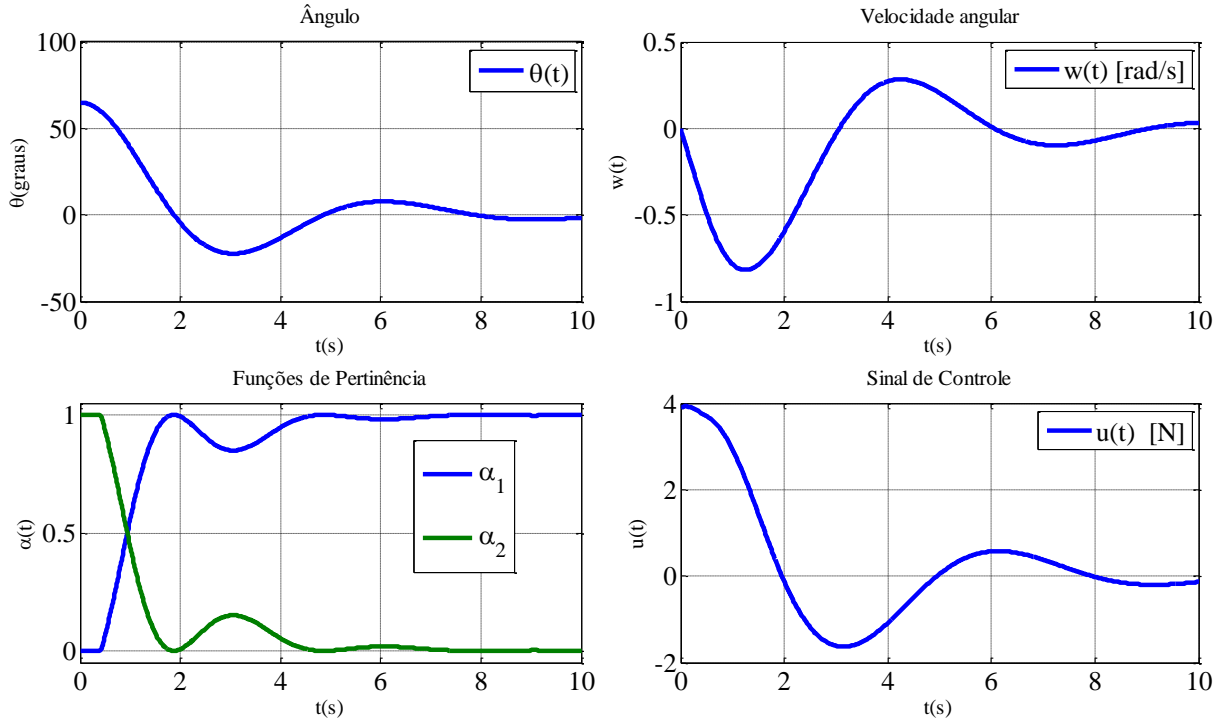 Ângulo
100
50
0
-50
θ(graus)
θ(t)
0 2 4 6 8 10
t(s)
Velocidade angular
0.5
0
-0.5
-1
w(t)
w(t) [rad/s]
0 2 4 6 8 10
t(s)
Funções de Pertinência
1
0.5
0
α(t)
α1
α2
0 2 4 6 8 10
t(s)
Sinal de Controle
4
2
0
-2
u(t)
u(t) [N]
0 2 4 6 8 10
t(s)